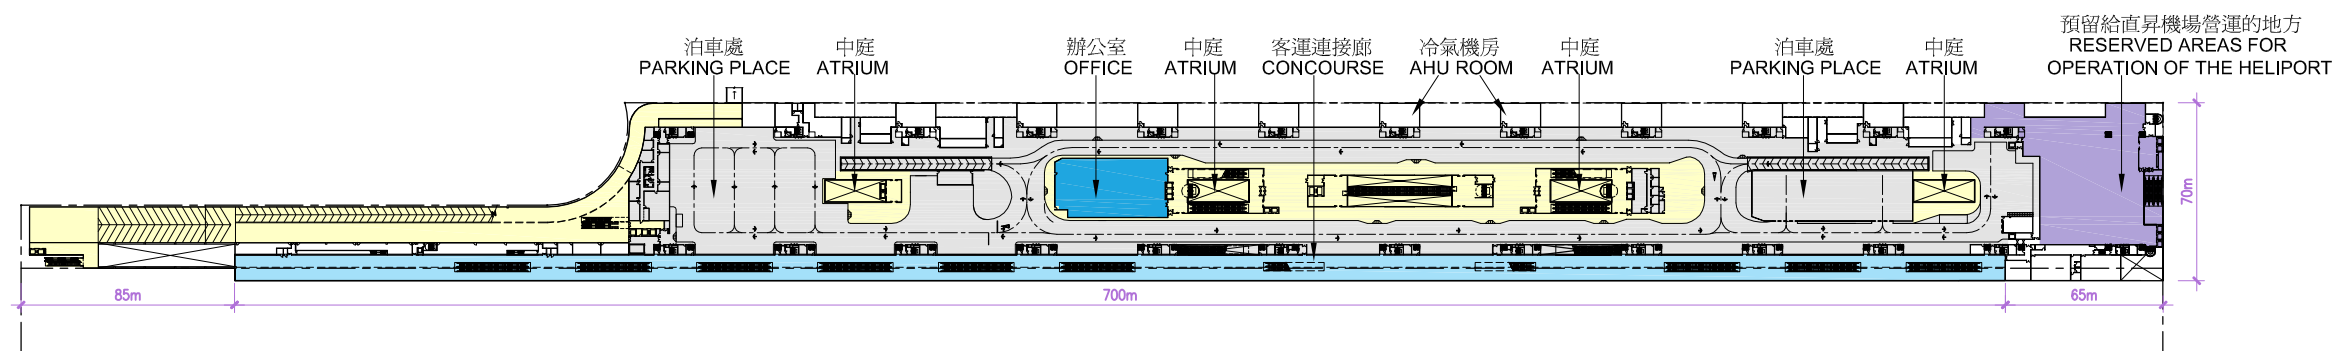 預留給直昇機場營運的地方
RESERVED AREAS FOR
OPERATION OF THE HELIPORT
泊車處
PARKING PLACE
中庭
ATRIUM
辦公室
OFFICE
中庭
ATRIUM
客運連接廊
CONCOURSE
冷氣機房
AHU ROOM
中庭
ATRIUM
泊車處
PARKING PLACE
中庭
ATRIUM
70m
85m
700m
65m